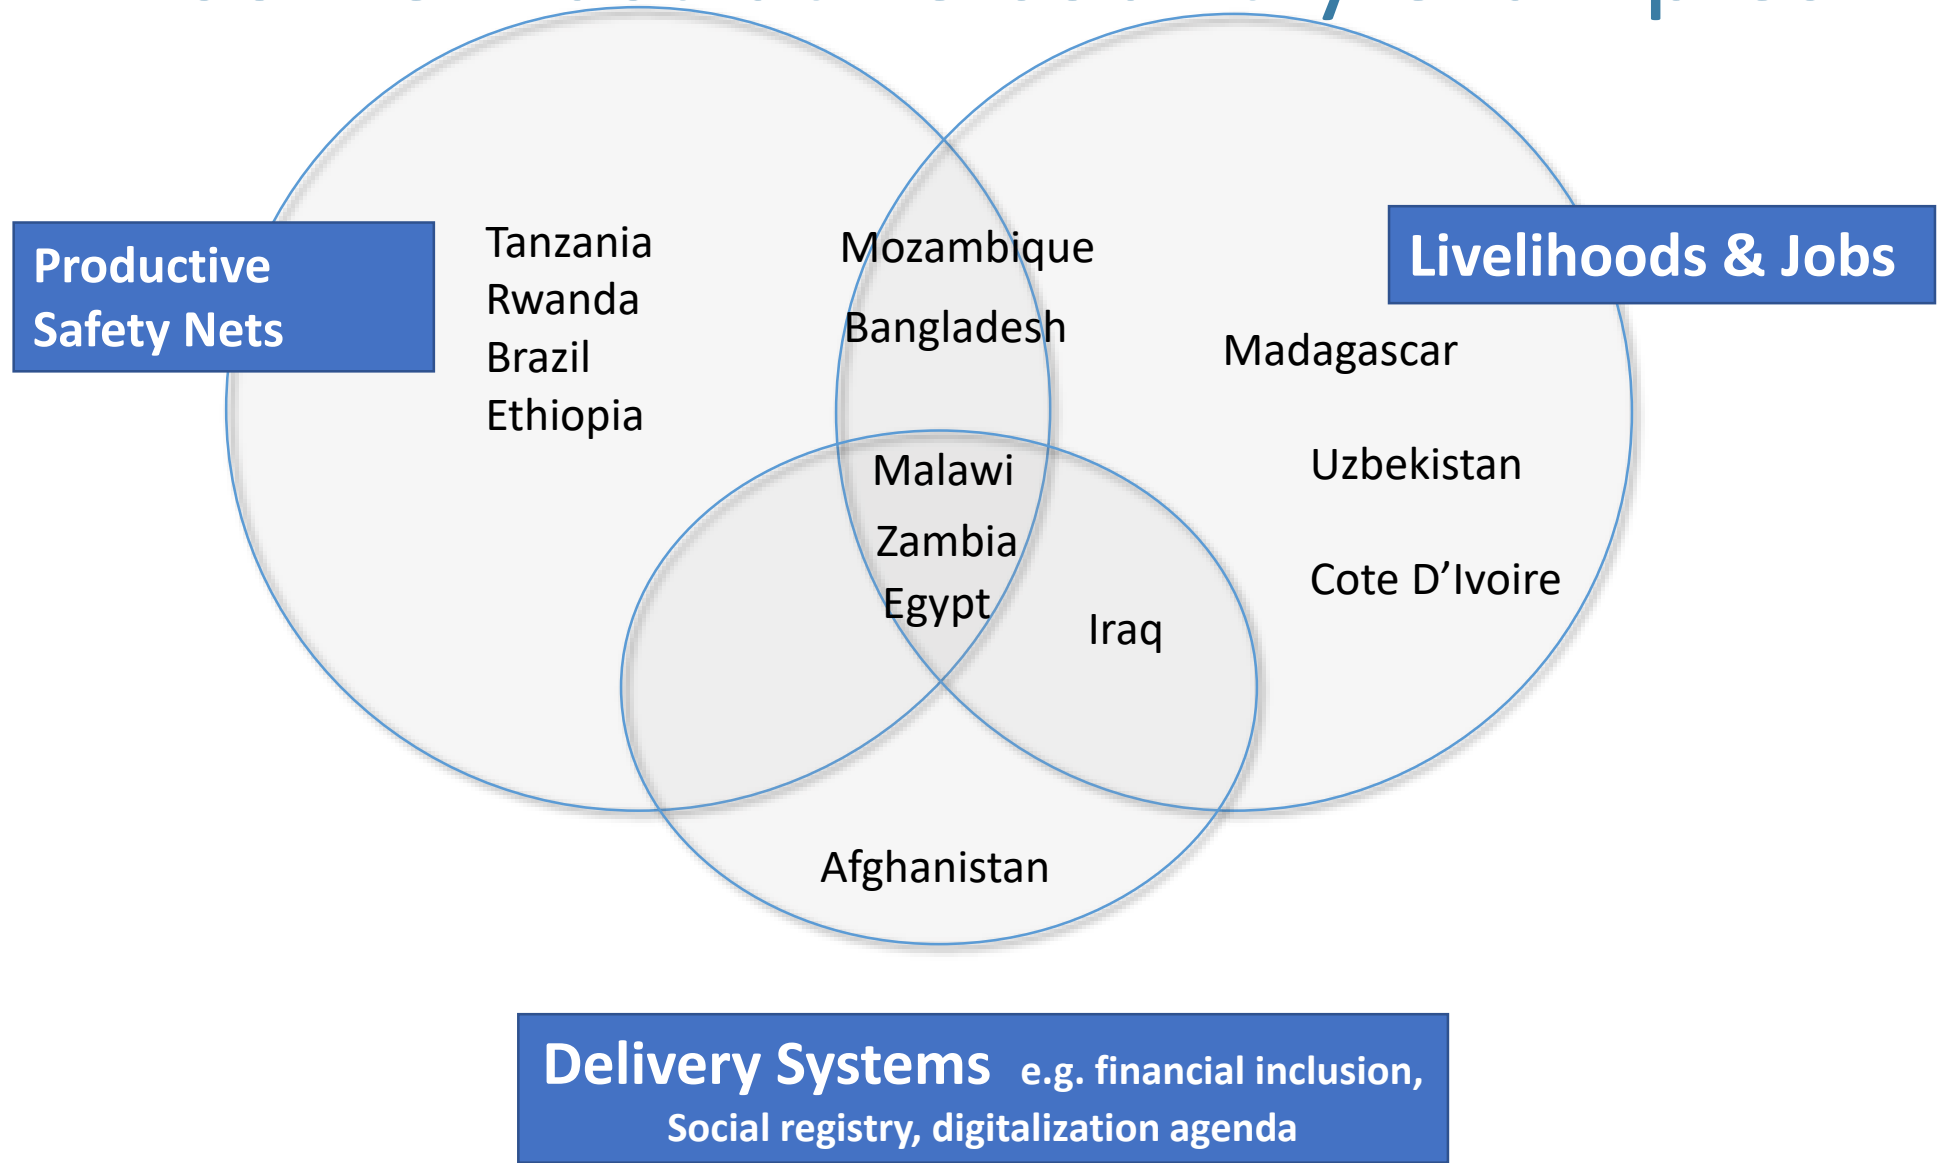 Productive
Safety Nets
Tanzania
Rwanda
Brazil
Ethiopia
Mozambique
Bangladesh
Livelihoods & Jobs
Madagascar
Uzbekistan
Cote D’Ivoire
Malawi
Zambia
Egypt
Iraq
Afghanistan
Delivery Systems e.g. financial inclusion,
Social registry, digitalization agenda